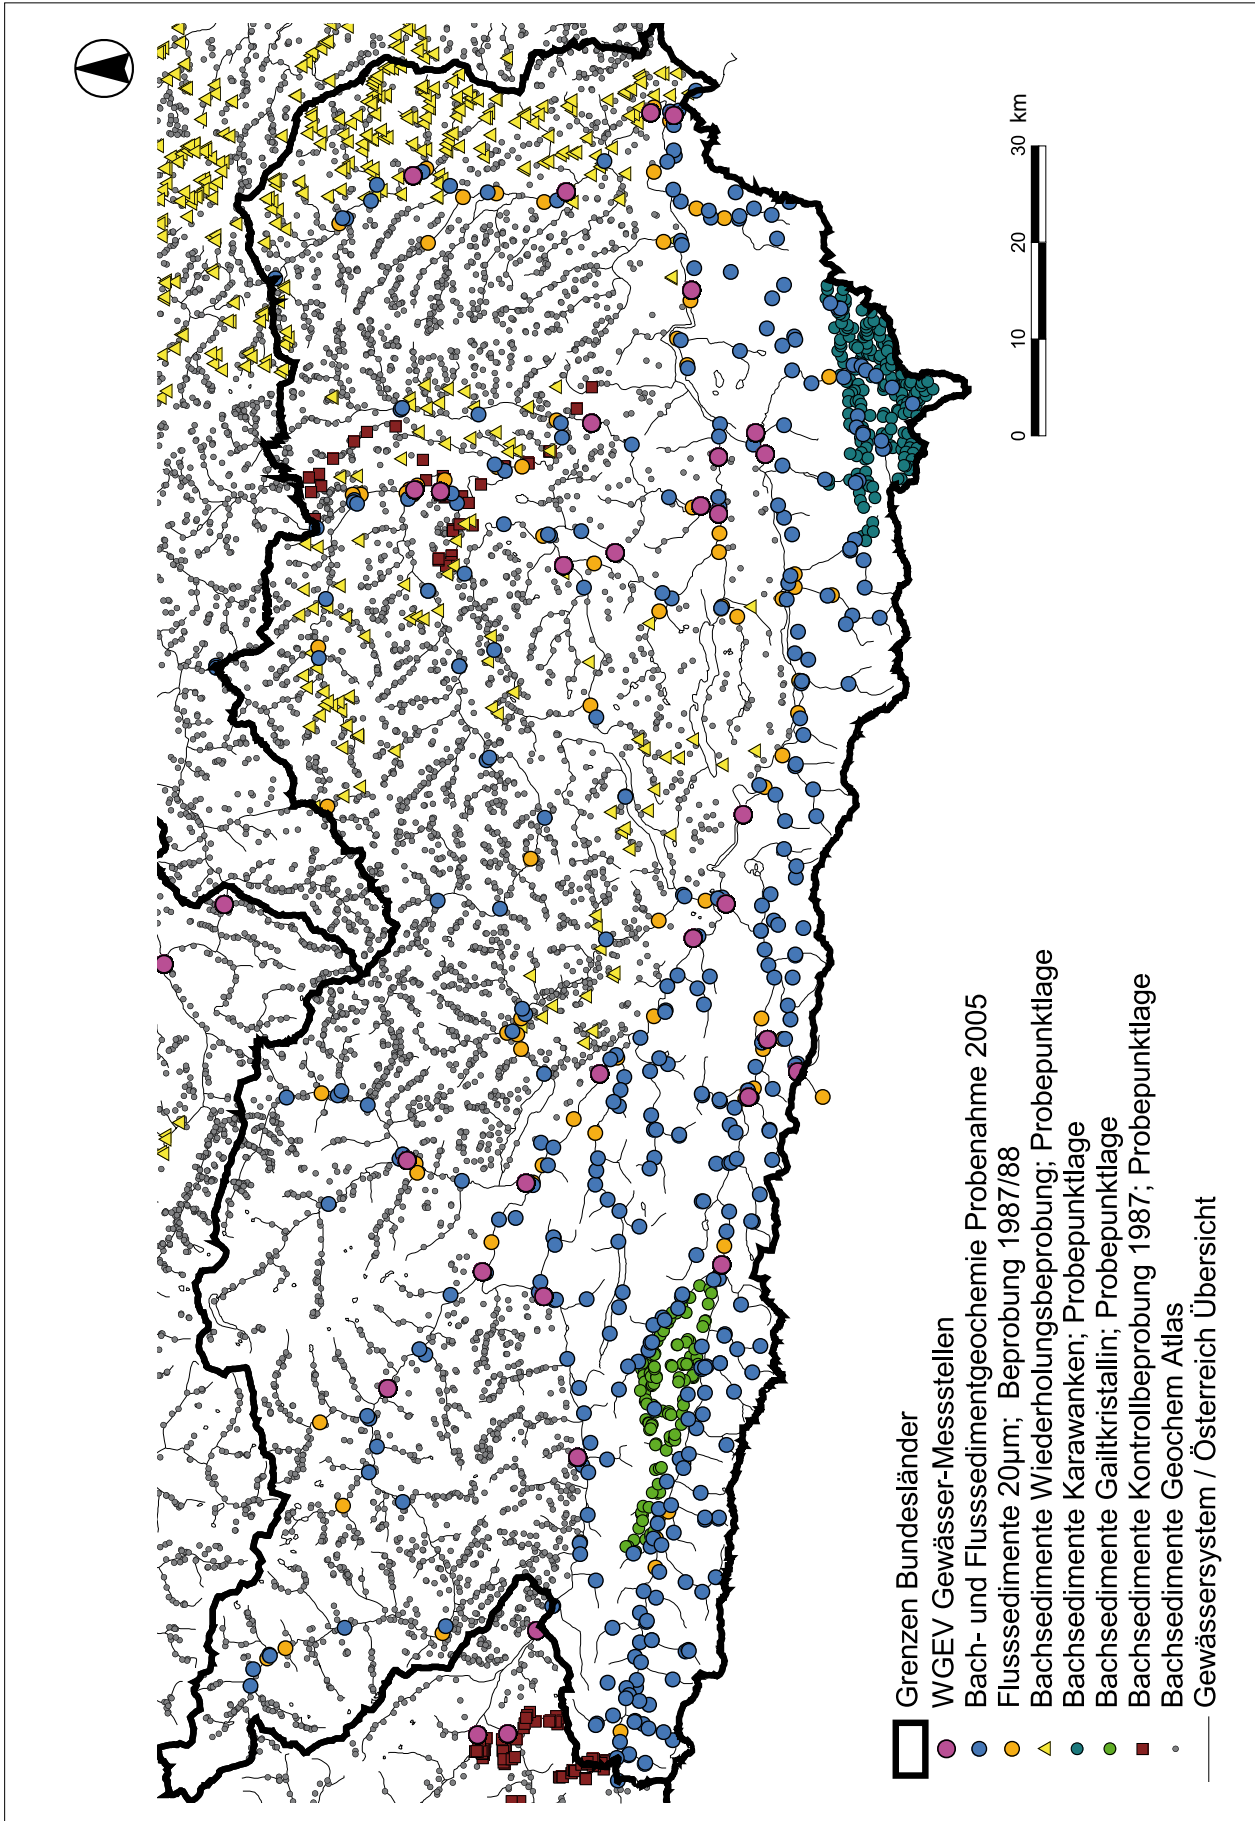 0 10 20 30 km
Grenzen Bundesländer
WGEV Gewässer-Messstellen
Bach- und Flusssedimentgeochemie Probenahme 2005
Flusssedimente 20µm; Beprobung 1987/88
Bachsedimente Wiederholungsbeprobung; Probepunktlage
Bachsedimente Karawanken; Probepunktlage
Bachsedimente Gailtkristallin; Probepunktlage
Bachsedimente Kontrollbeprobung 1987; Probepunktlage
Bachsedimente Geochem Atlas
Gewässersystem / Österreich Übersicht